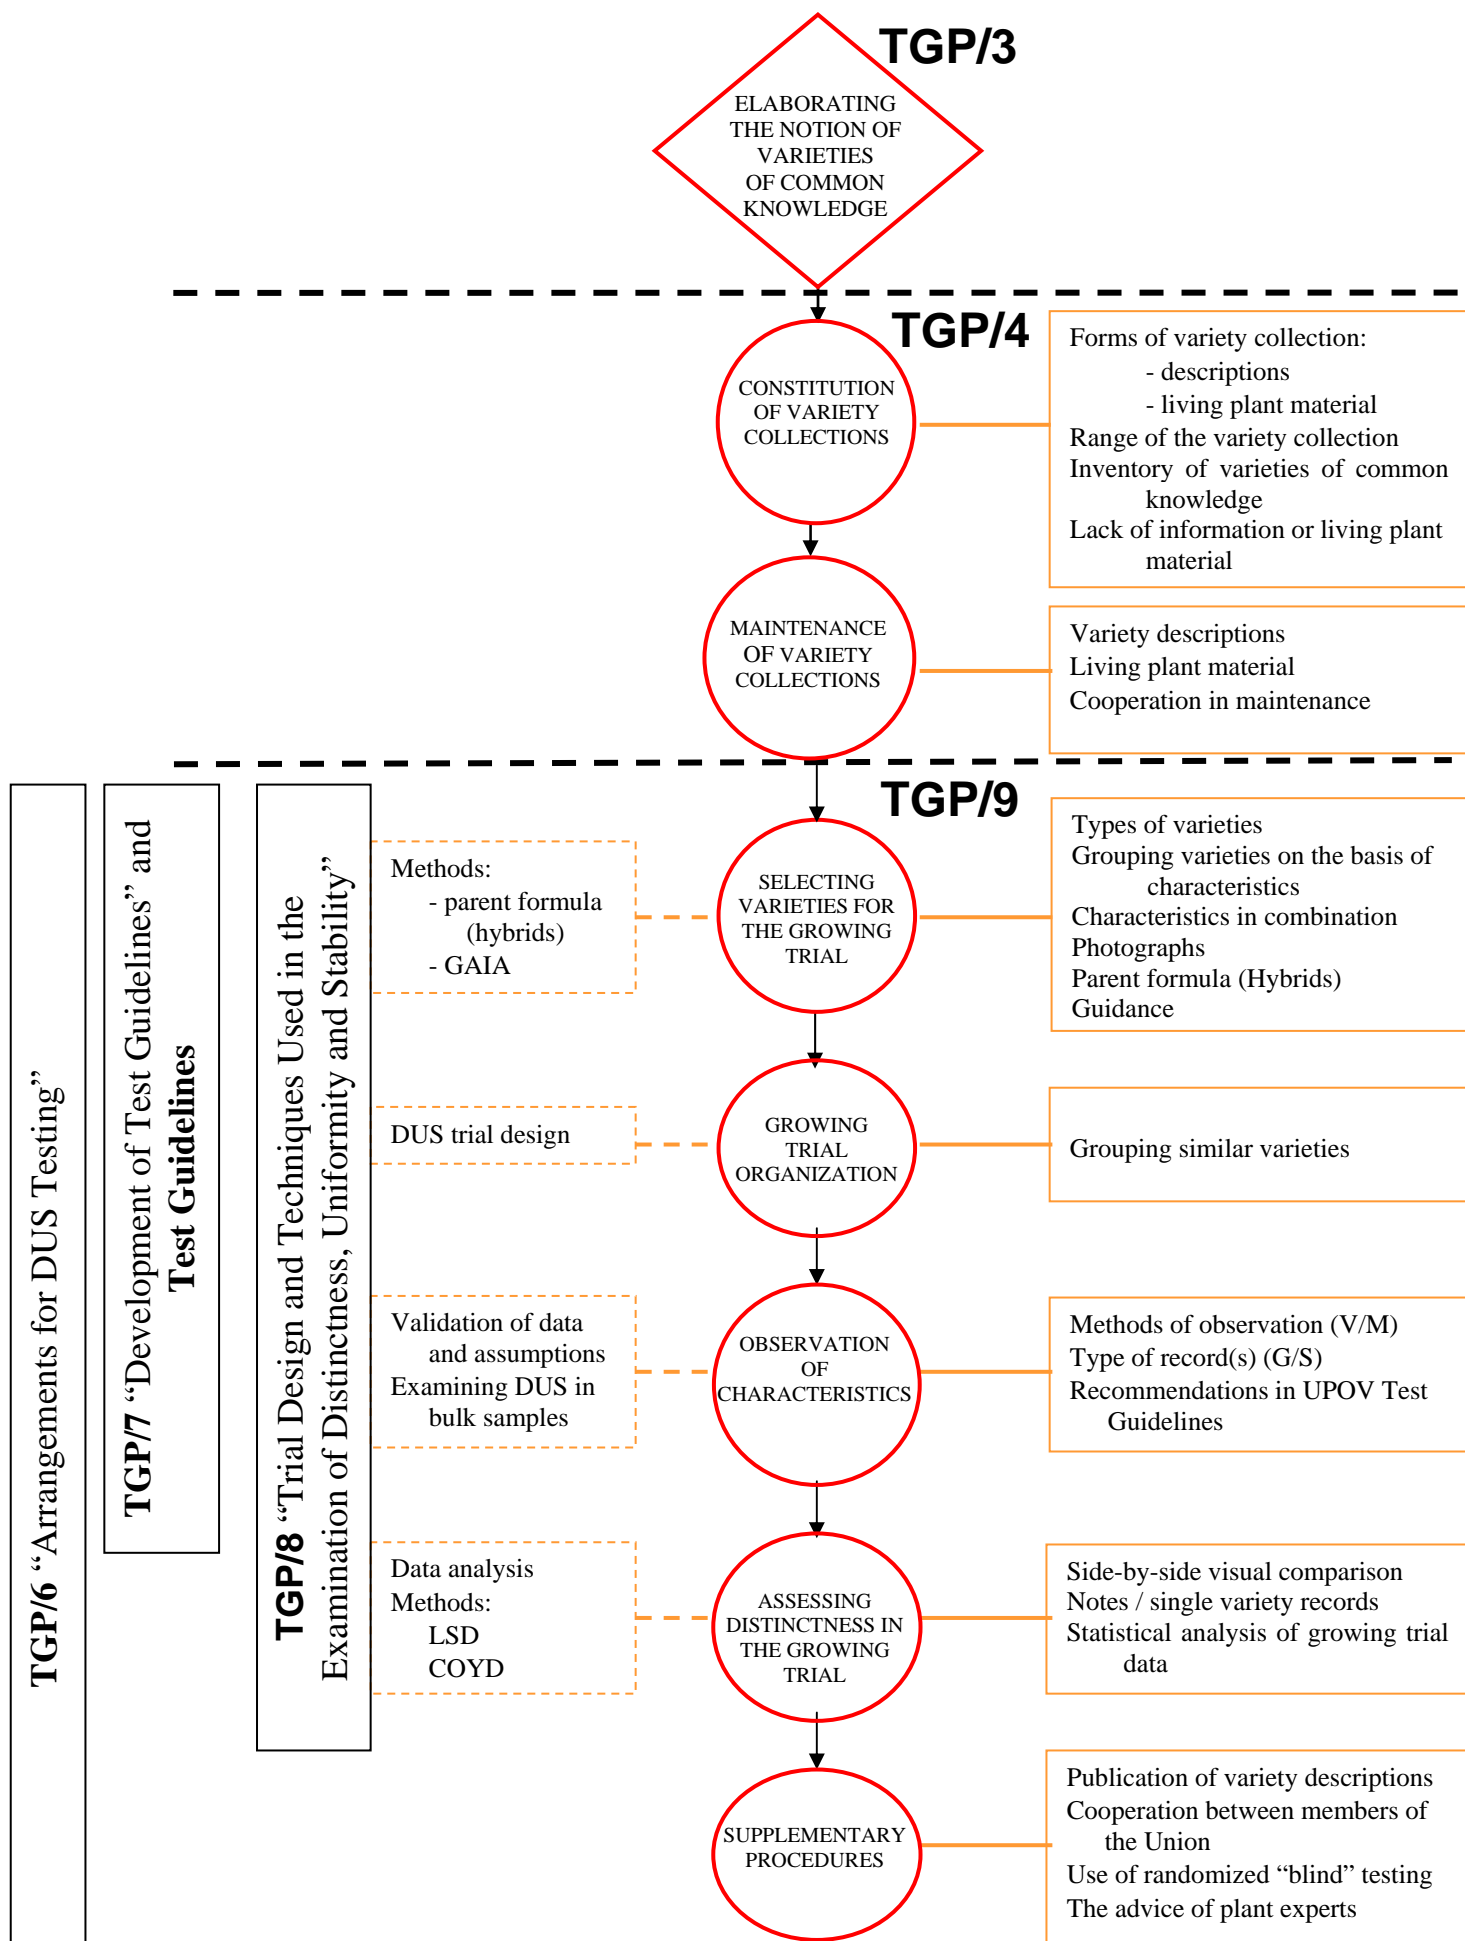 TGP/3
ELABORATING
THE NOTION OF
VARIETIES
OF COMMON
KNOWLEDGE
TGP/4
CONSTITUTION
OF VARIETY
COLLECTIONS
Forms of variety collection:
- descriptions
- living plant material
Range of the variety collection
Inventory of varieties of common
knowledge
Lack of information or living plant
material
MAINTENANCE
OF VARIETY
COLLECTIONS
Variety descriptions
Living plant material
Cooperation in maintenance
TGP/9
TGP/6 “Arrangements for DUS Testing”
TGP/7 “Development of Test Guidelines” and
Test Guidelines
TGP/8 “Trial Design and Techniques Used in the
Examination of Distinctness, Uniformity and Stability”
Methods:
- parent formula
(hybrids)
- GAIA
SELECTING
VARIETIES FOR
THE GROWING
TRIAL
Types of varieties
Grouping varieties on the basis of
characteristics
Characteristics in combination
Photographs
Parent formula (Hybrids)
Guidance
DUS trial design
GROWING
TRIAL
ORGANIZATION
Grouping similar varieties
Validation of data
and assumptions
Examining DUS in
bulk samples
OBSERVATION
OF
CHARACTERISTICS
Methods of observation (V/M)
Type of record(s) (G/S)
Recommendations in UPOV Test
Guidelines
Data analysis
Methods:
LSD
COYD
ASSESSING
DISTINCTNESS IN
THE GROWING
TRIAL
Side-by-side visual comparison
Notes / single variety records
Statistical analysis of growing trial
data
SUPPLEMENTARY
PROCEDURES
Publication of variety descriptions
Cooperation between members of
the Union
Use of randomized “blind” testing
The advice of plant experts